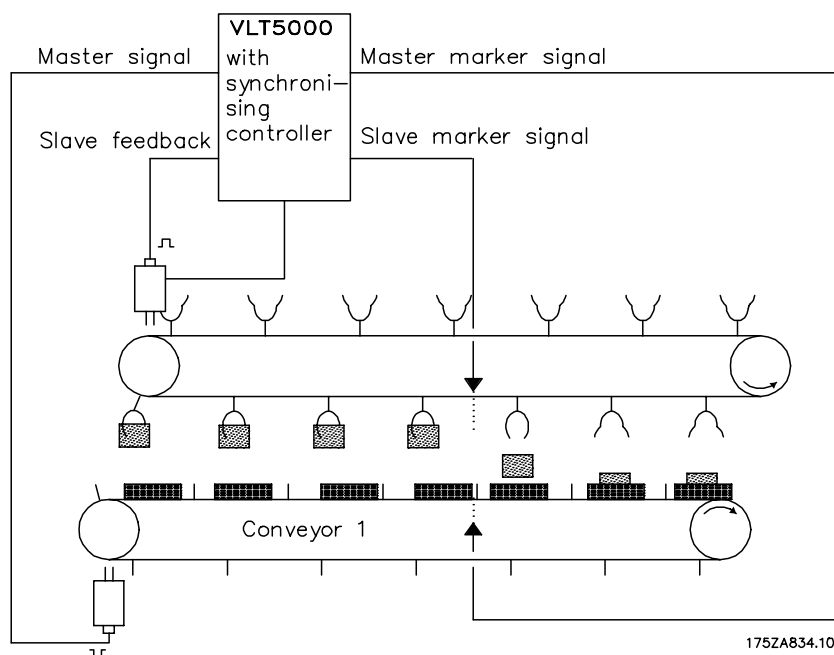 VLT5000
with
synchroni-
sing
controller
Master signal
Master marker signal
Slave feedback
Slave marker signal
Conveyor 1
175ZA834.10